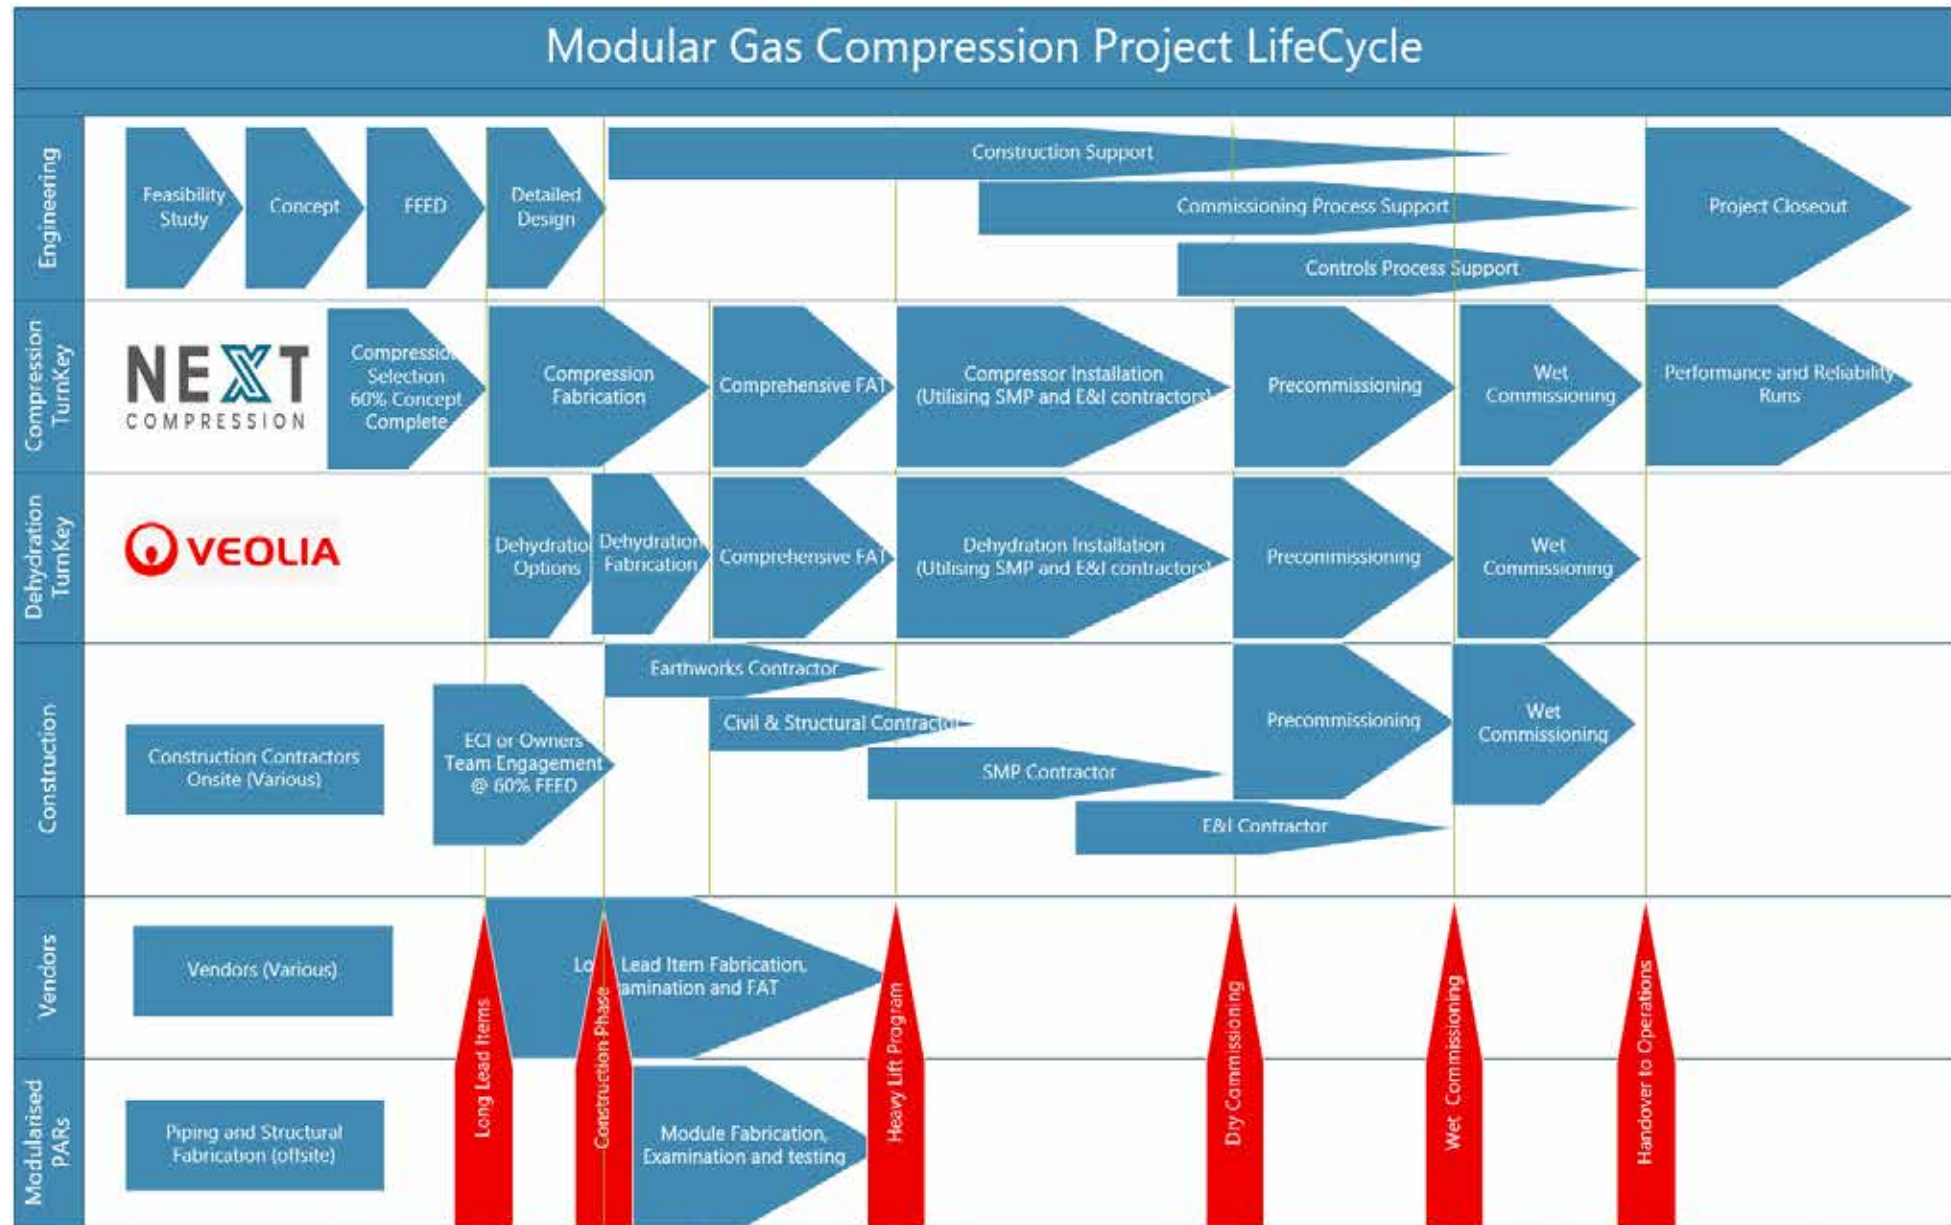 Modular Gas Compression Project LifeCycle
Engineering
Feasibility
Study
Concept
FEED
Detailed
Design
Construction Support
Commissioning Process Support
Controls Process Support
Project Closeout
Compression
TurnKey
NEXT
COMPRESSION
Compression
Selection
60% Concept
Complete
Compression
Fabrication
Comprehensive FAT
Compressor Installation
(Utilising SMP and E&I contractors)
Precommissioning
Wet
Commissioning
Performance and Reliability
Runs
Dehydration
TurnKey
VEOLIA
Dehydration
Options
Dehydration
Fabrication
Comprehensive FAT
Dehydration Installation
(Utilising SMP and E&I contractors)
Precommissioning
Wet
Commissioning
Construction
Construction Contractors
Onsite (Various)
ECI or Owners
Team Engagement
@ 60% FEED
Earthworks Contractor
Civil & Structural Contractor
SMP Contractor
E&I Contractor
Precommissioning
Wet
Commissioning
Vendors
Vendors (Various)
Lead Item Fabrication,
amination and FAT
Modularised
PARs
Piping and Structural
Fabrication (offsite)
Module Fabrication,
Examination and testing
Long Lead Items
Construction Phase
Heavy Lift Program
Dry Commissioning
Wet Commissioning
Handover to Operations